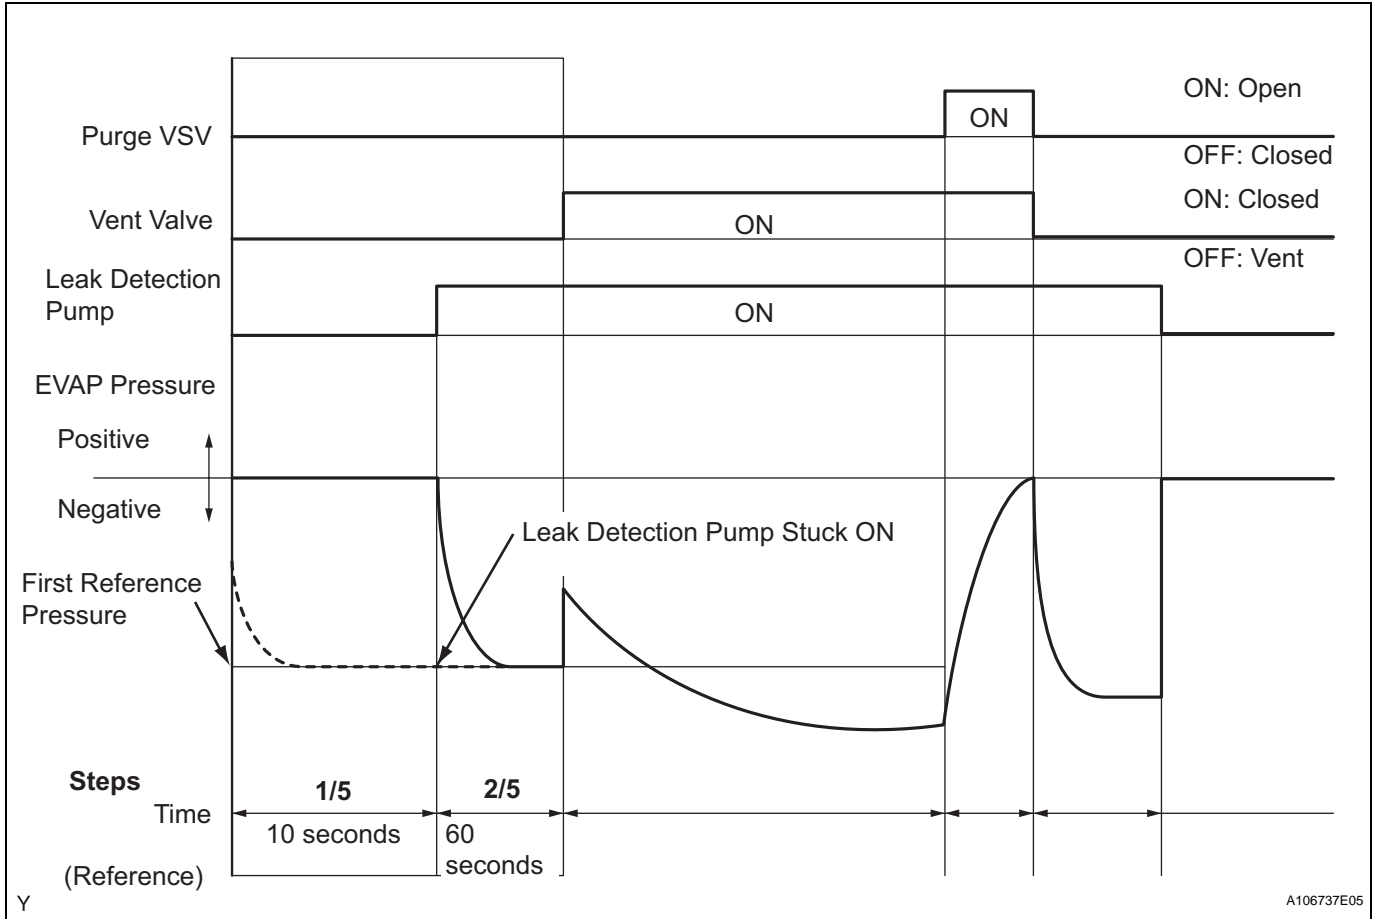 ON: Open
Purge VSV
ON
OFF: Closed
ON: Closed
Vent Valve
ON
OFF: Vent
Leak Detection
Pump
ON
EVAP Pressure
Positive
Negative
Leak Detection Pump Stuck ON
First Reference
Pressure
Steps
1/5
2/5
Time
10 seconds
60
seconds
(Reference)
Y
A106737E05